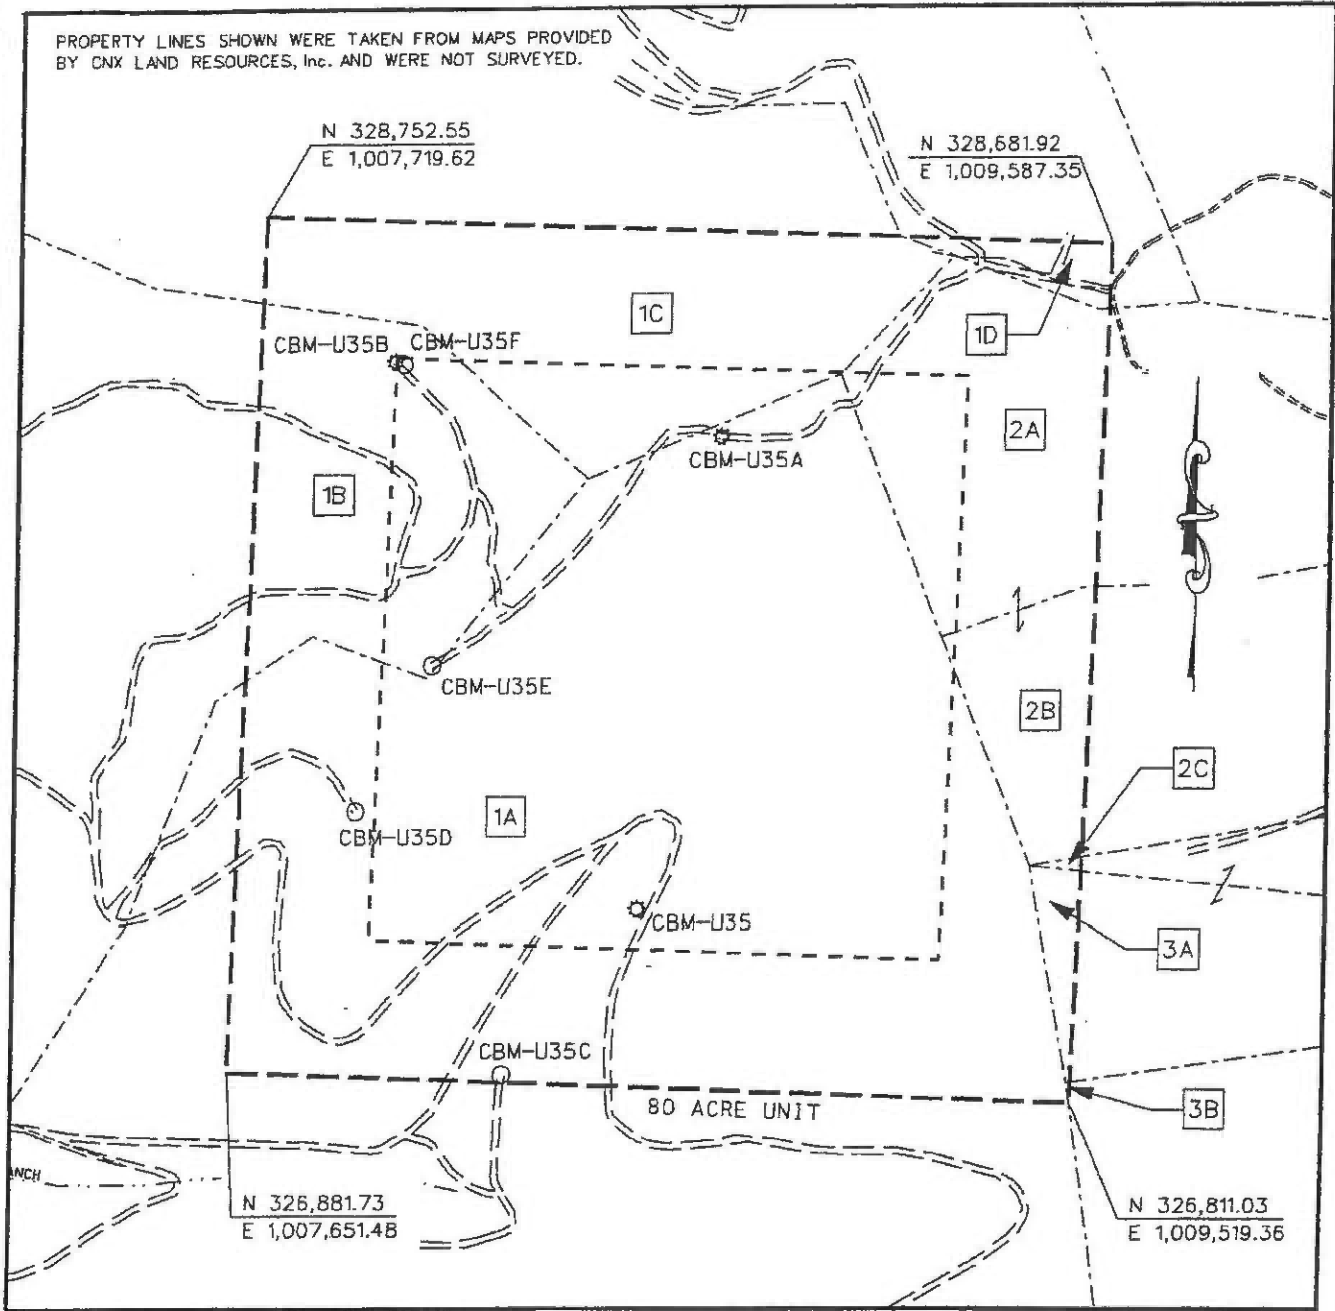 PROPERTY LINES SHOWN WERE TAKEN FROM MAPS PROVIDED
BY CNX LAND RESOURCES, Inc. AND WERE NOT SURVEYED.
N 328,752.55
E 1,007,719.62
N 328,681.92
E 1,009,587.35
1C
1D
CBM-U35B
CBM-U35F
2A
CBM-U35A
1B
CBM-U35E
2B
2C
1A
CBM-U35D
CBM-U35
3A
CBM-U35C
80 ACRE UNIT
3B
ANCH
N 326,881.73
E 1,007,651.48
N 326,811.03
E 1,009,519.36